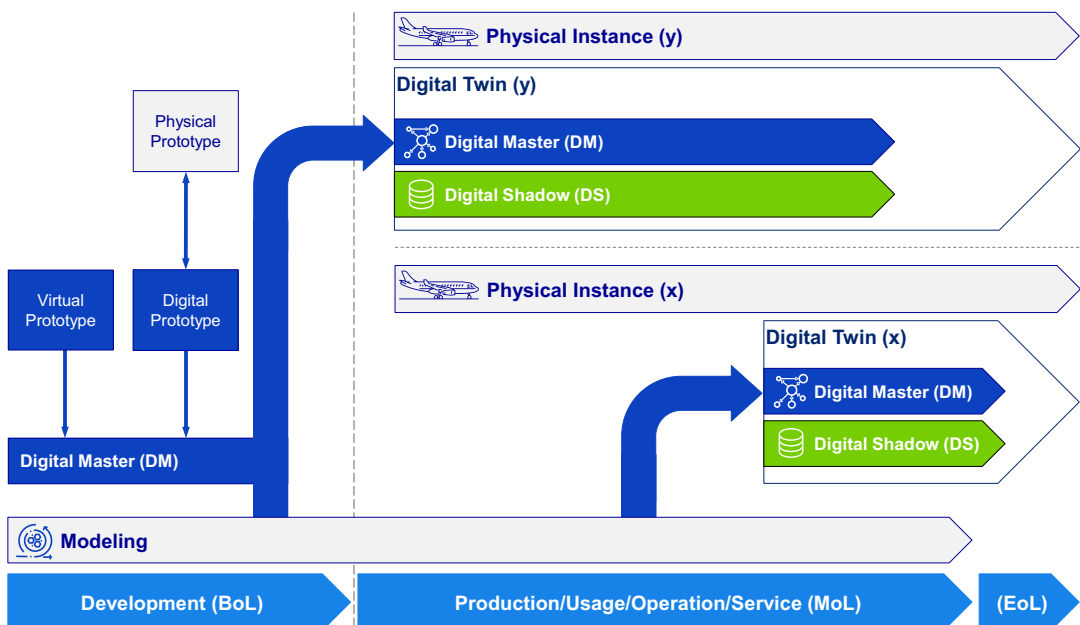 Physical Instance (y)
Digital Twin (y)
Physical
Prototype
Digital Master (DM)
Digital Shadow (DS)
Virtual
Prototype
Digital
Prototype
Physical Instance (x)
Digital Twin (x)
Digital Master (DM)
Digital Shadow (DS)
Digital Master (DM)
Modeling
Development (BoL)
Production/Usage/Operation/Service (MoL)
(EoL)